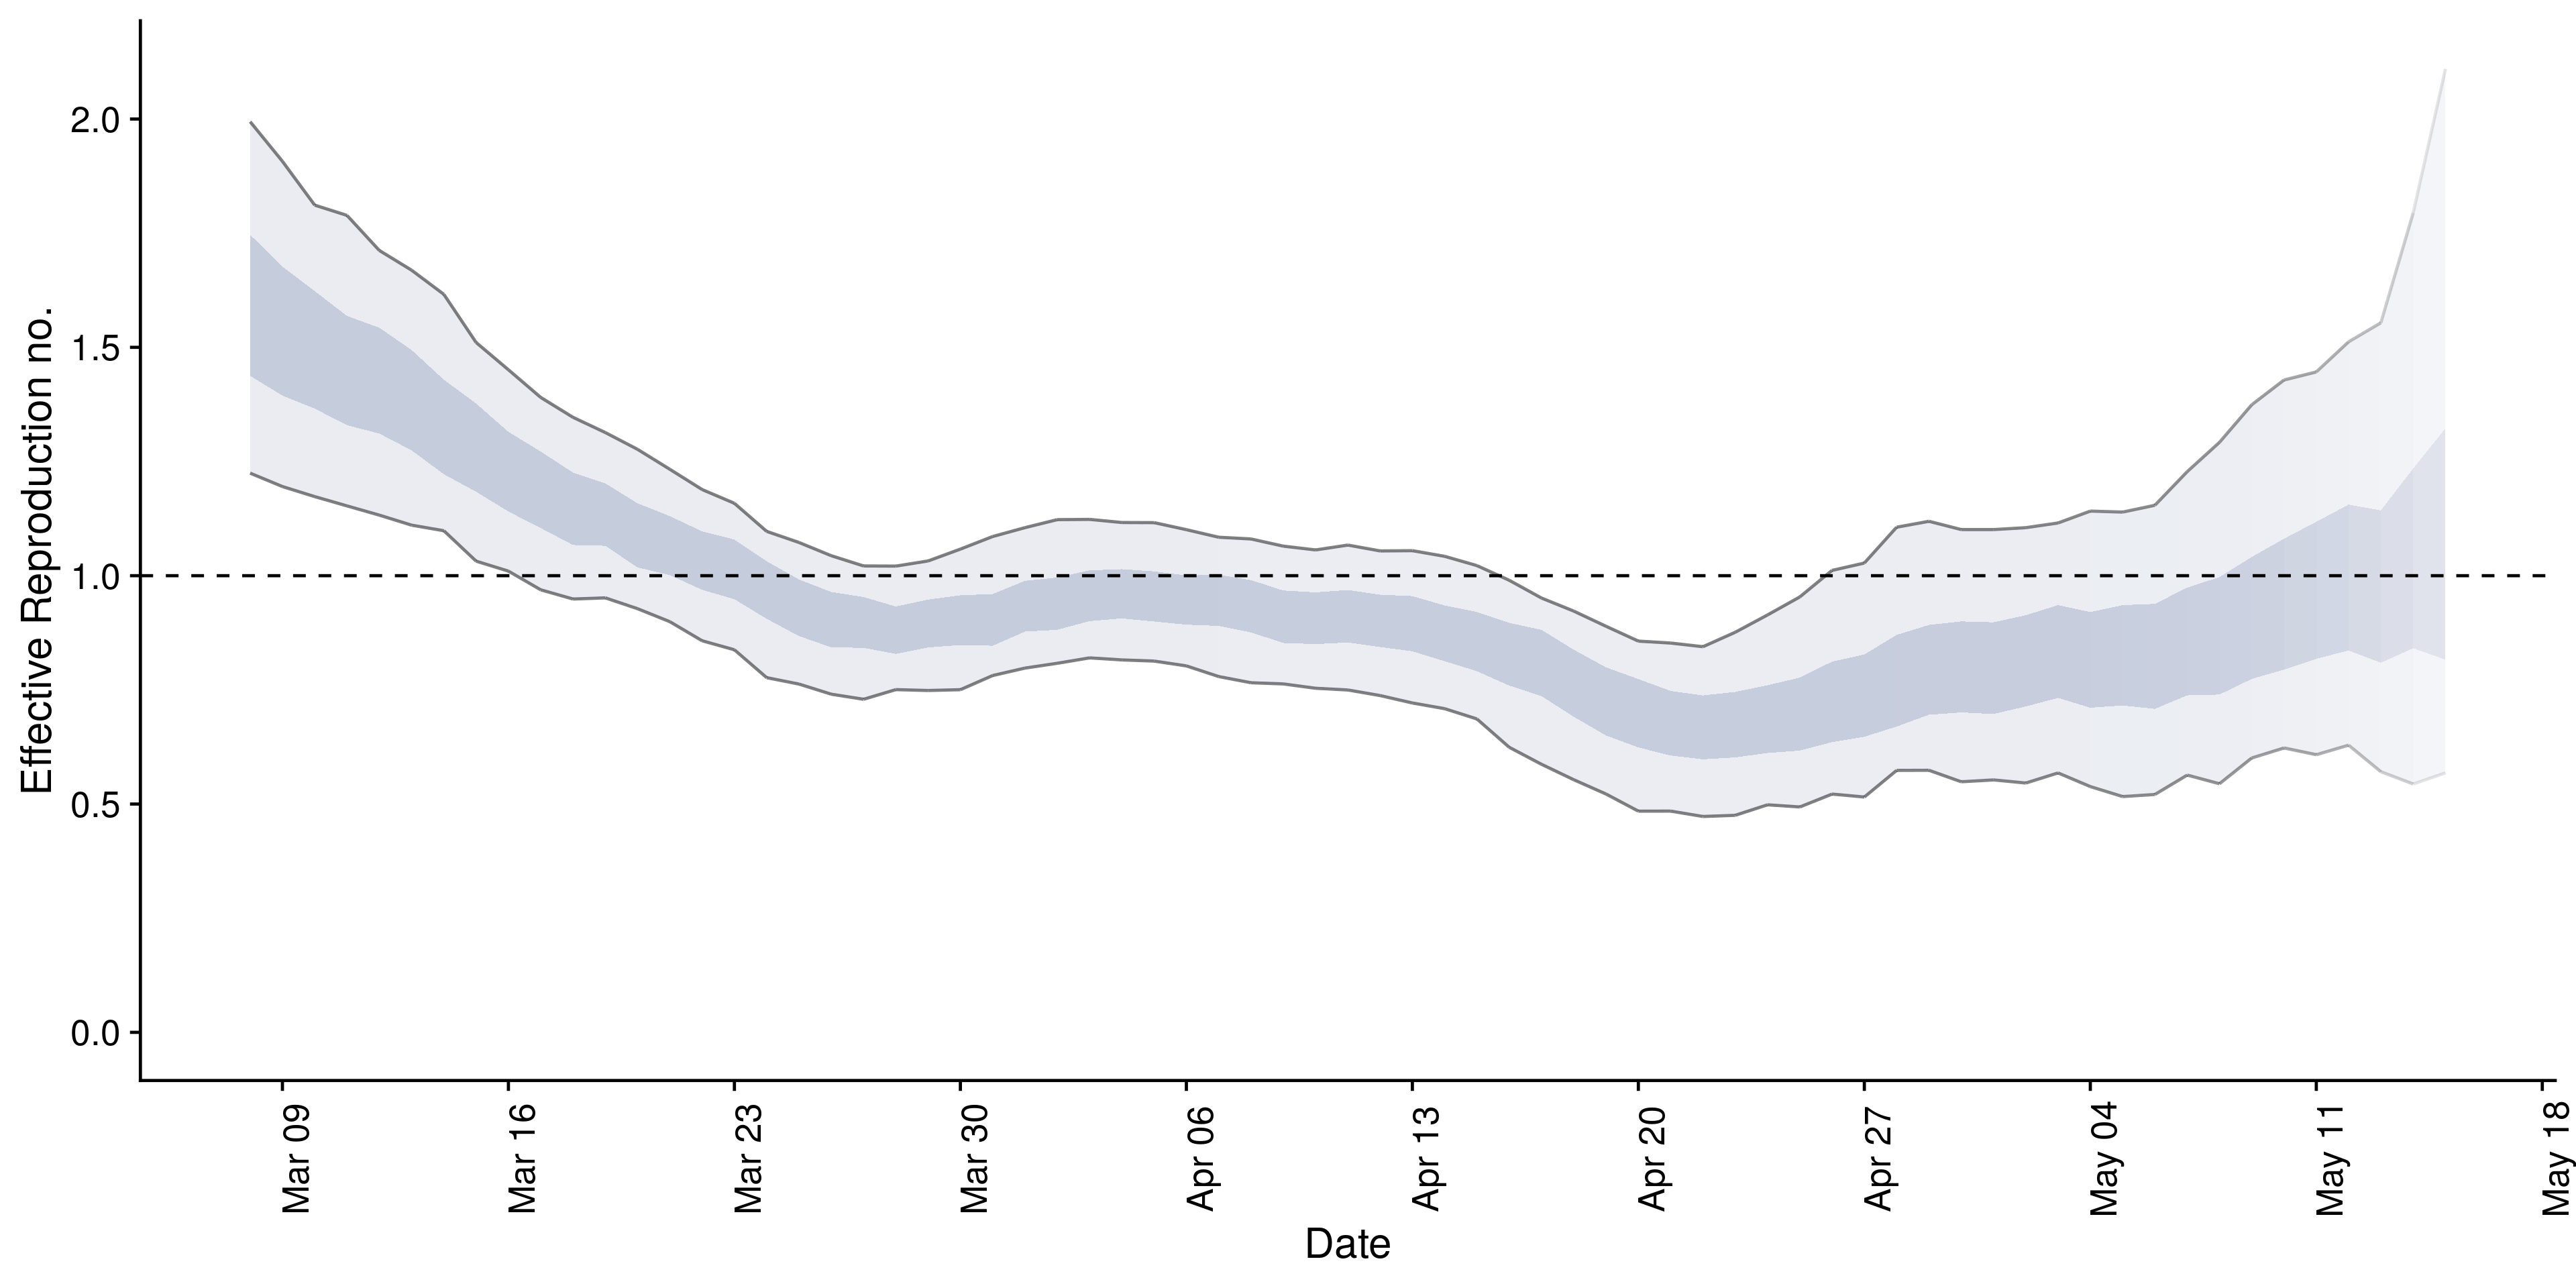 Effective Reproduction no.
2.0
1.5
1.0
0.5
0.0
Mar 09
Mar 16
Mar 23
Mar 30
Apr 06
Apr 13
Apr 20
Apr 27
May 04
May 11
May 18
Date